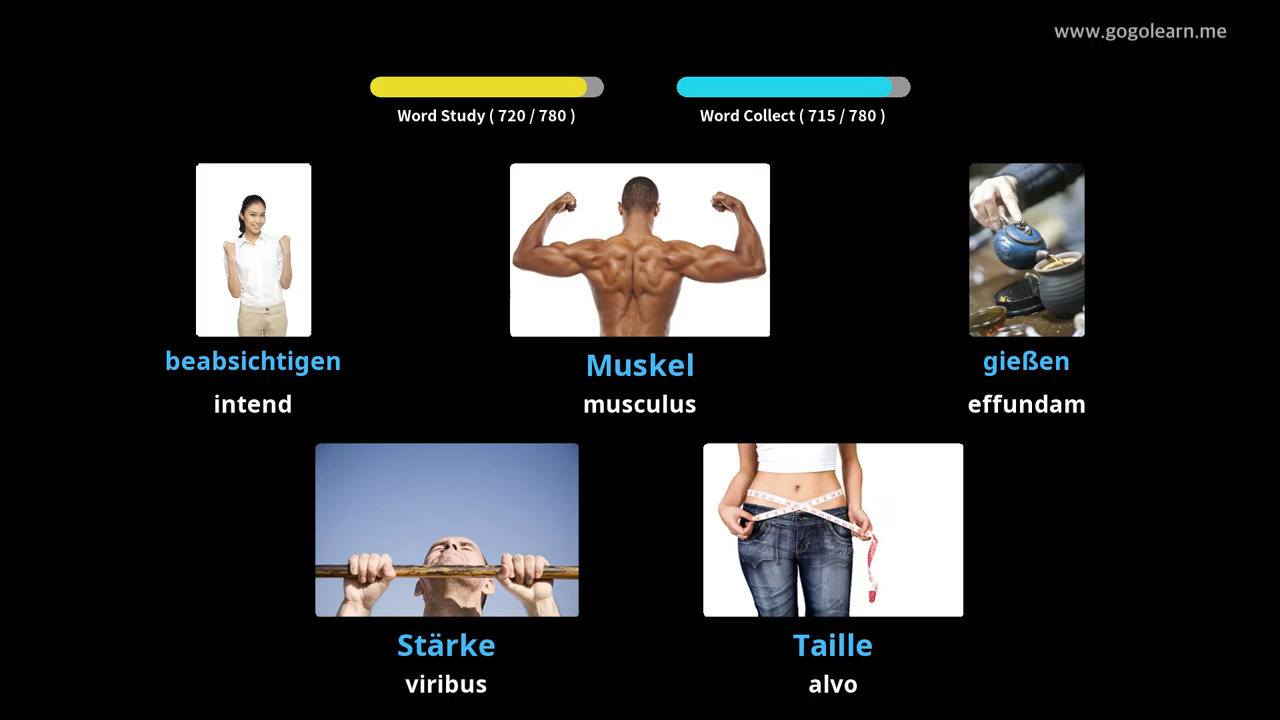 www.gogolearn.me
Word Study ( 720 / 780 )
Word Collect ( 715 / 780 )
beabsichtigen
intend
Muskel
musculus
gießen
effundam
Stärke
viribus
Taille
alvo